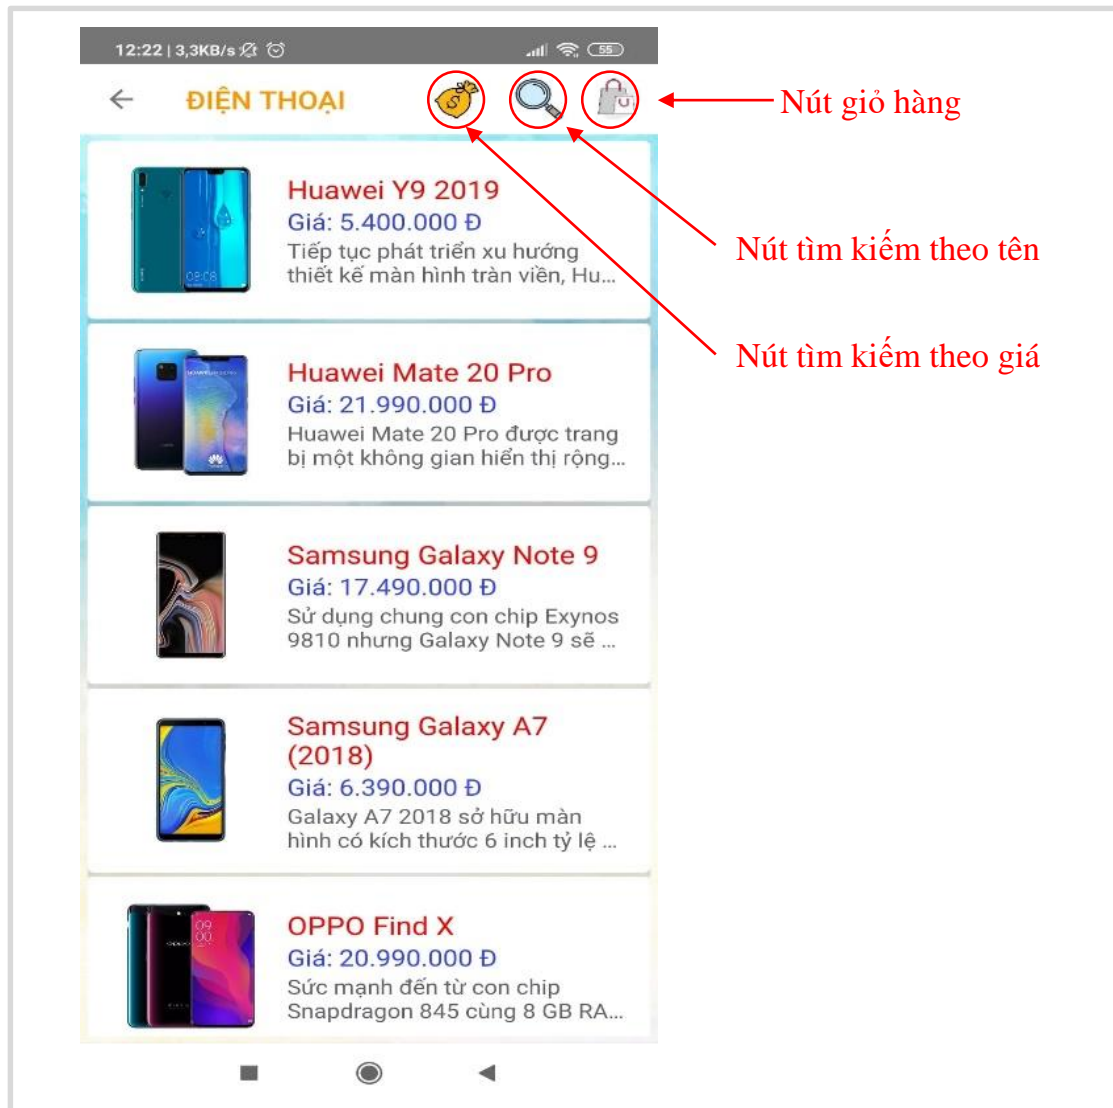 12:22 | 3,3KB/s
55
ĐIỆN THOẠI
Nút giỏ hàng
Huawei Y9 2019
Giá: 5.400.000 Đ
Tiếp tục phát triển xu hướng
thiết kế màn hình tràn viền, Hu...
Nút tìm kiếm theo tên
Nút tìm kiếm theo giá
Huawei Mate 20 Pro
Giá: 21.990.000 Đ
Huawei Mate 20 Pro được trang
bị một không gian hiển thị rộng...
Samsung Galaxy Note 9
Giá: 17.490.000 Đ
Sử dụng chung con chip Exynos
9810 nhưng Galaxy Note 9 sẽ ...
Samsung Galaxy A7
(2018)
Giá: 6.390.000 Đ
Galaxy A7 2018 sở hữu màn
hình có kích thước 6 inch tỷ lệ ...
OPPO Find X
Giá: 20.990.000 Đ
Sức mạnh đến từ con chip
Snapdragon 845 cùng 8 GB RA...